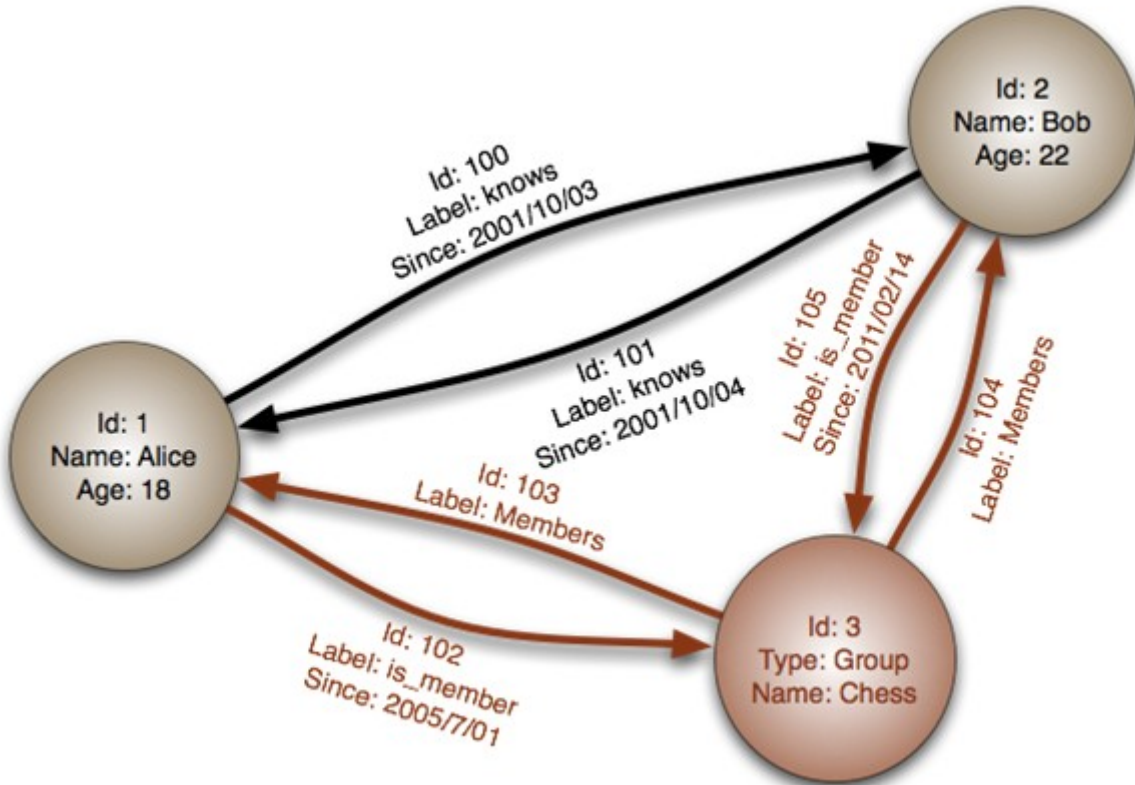 Id: 2
Name: Bob
Age: 22
Id: 100
Label: knows
Since: 2001/10/03
Id: 105
Label: is_member
Since: 2011/02/14
Id: 101
Label: knows
Since: 2001/10/04
Id: 104
Label: Members
Id: 1
Name: Alice
Age: 18
Id: 103
Label: Members
Id: 102
Label: is_member
Since: 2005/7/01
Id: 3
Type: Group
Name: Chess